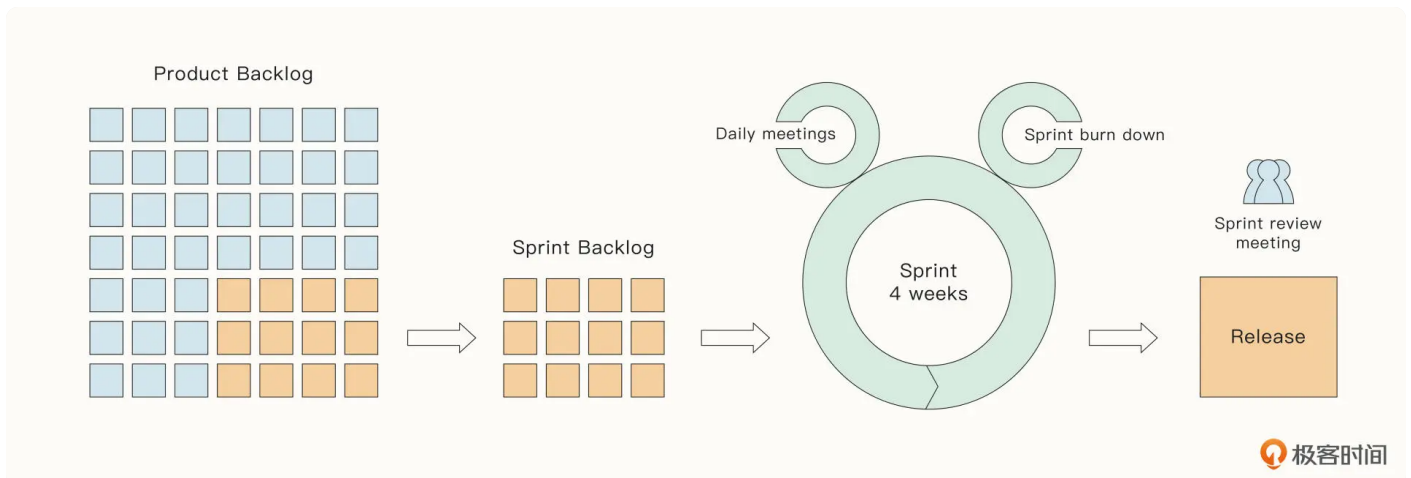 Product Backlog
Sprint Backlog
Daily meetings
Sprint burn down
Sprint
4 weeks
Sprint review
meeting
Release
极客时间